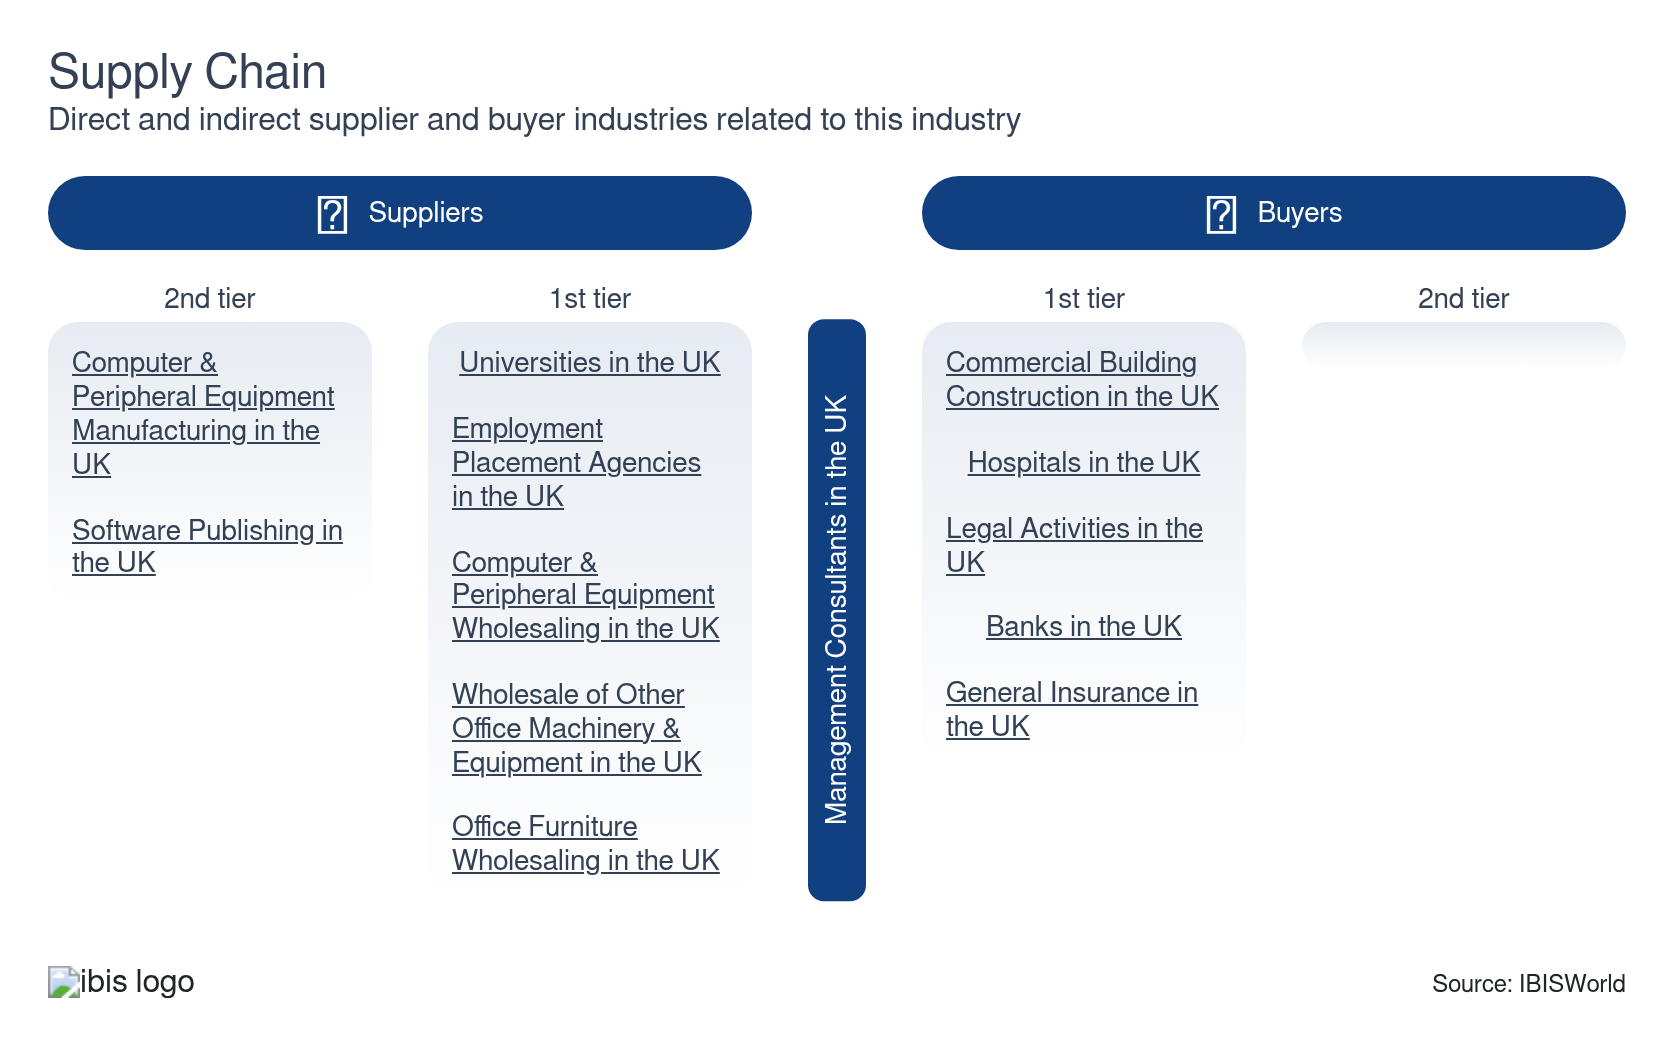 Supply Chain
Direct and indirect supplier and buyer industries related to this industry
Suppliers
Buyers
2nd tier
1st tier
1st tier
2nd tier
Computer &
Peripheral Equipment
Manufacturing in the
UK
Software Publishing in
the UK
Universities in the UK
Employment
Placement Agencies
in the UK
Computer &
Peripheral Equipment
Wholesaling in the UK
Wholesale of Other
Office Machinery &
Equipment in the UK
Office Furniture
Wholesaling in the UK
Management Consultants in the UK
Commercial Building
Construction in the UK
Hospitals in the UK
Legal Activities in the
UK
Banks in the UK
General Insurance in
the UK
ibis logo
Source: IBISWorld